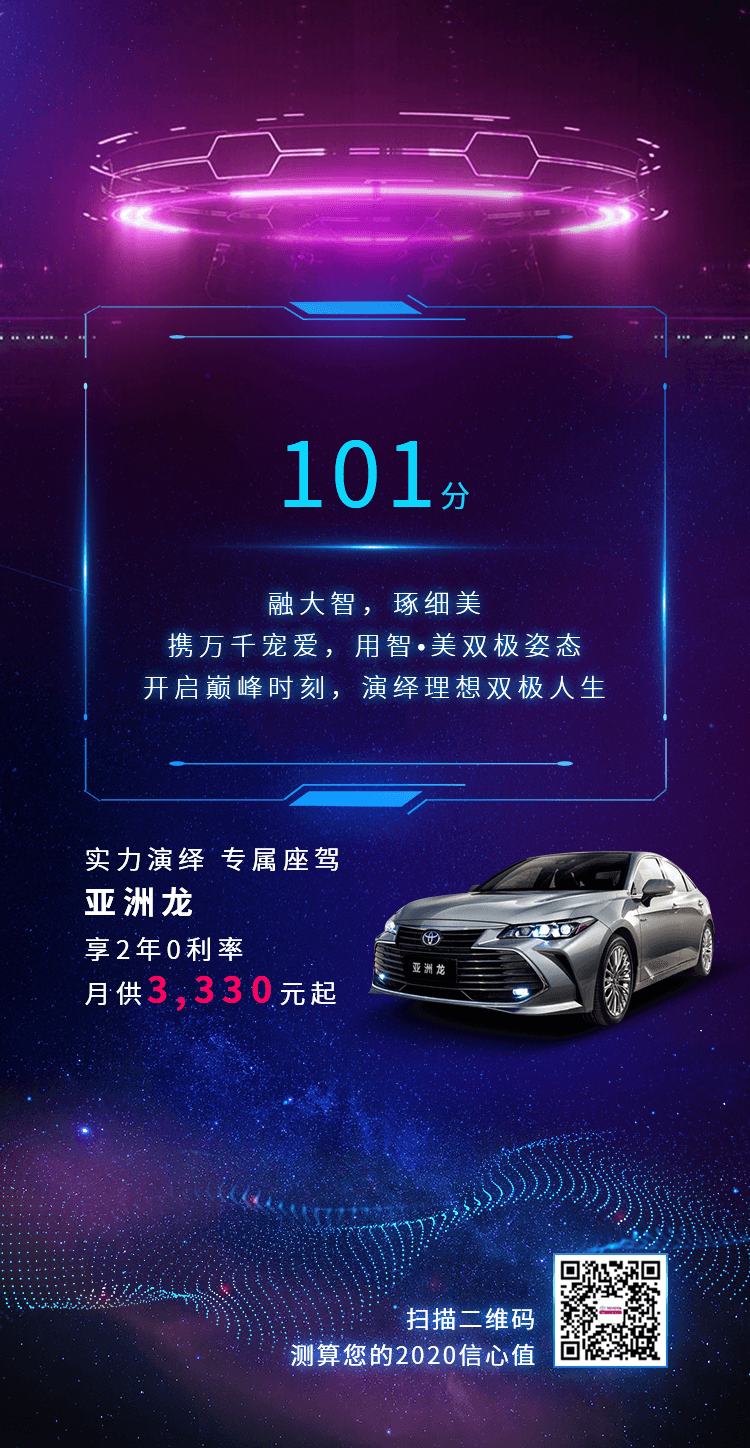 101分
融大智，琢细美
携万千宠爱，用智•美双极姿态
开启巅峰时刻，演绎理想双极人生
实力演绎 专属座驾
亚洲龙
享2年0利率
月供3,330元起
亚洲龙
扫描二维码
测算您的2020信心值